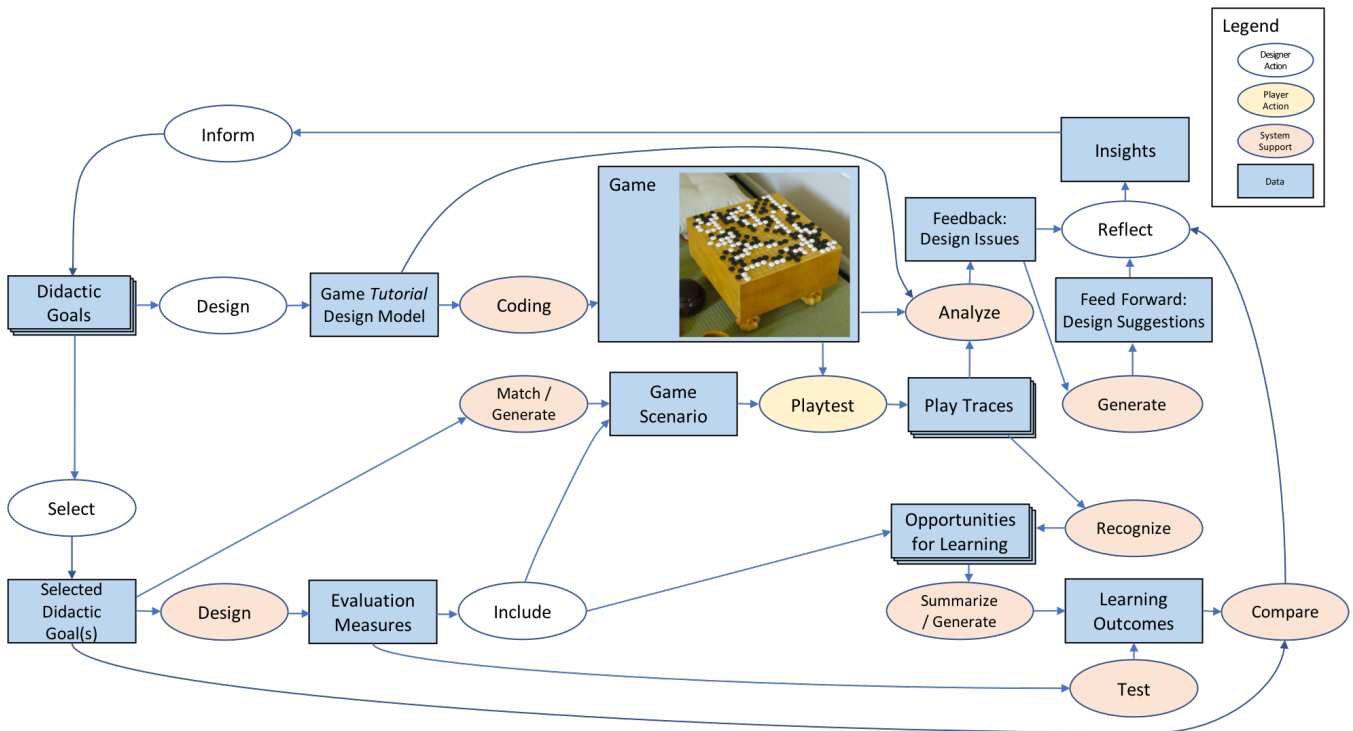 Legend
Designer
Action
Player
Action
System
Support
Data
Inform
Insights
Game
Feedback:
Design Issues
Reflect
Didactic
Goals
Design
Game Tutorial
Design Model
Coding
Analyze
Feed Forward:
Design Suggestions
Match /
Generate
Game
Scenario
Playtest
Play Traces
Generate
Select
Opportunities
for Learning
Recognize
Selected
Didactic
Goal(s)
Design
Evaluation
Measures
Include
Summarize
/ Generate
Learning
Outcomes
Compare
Test